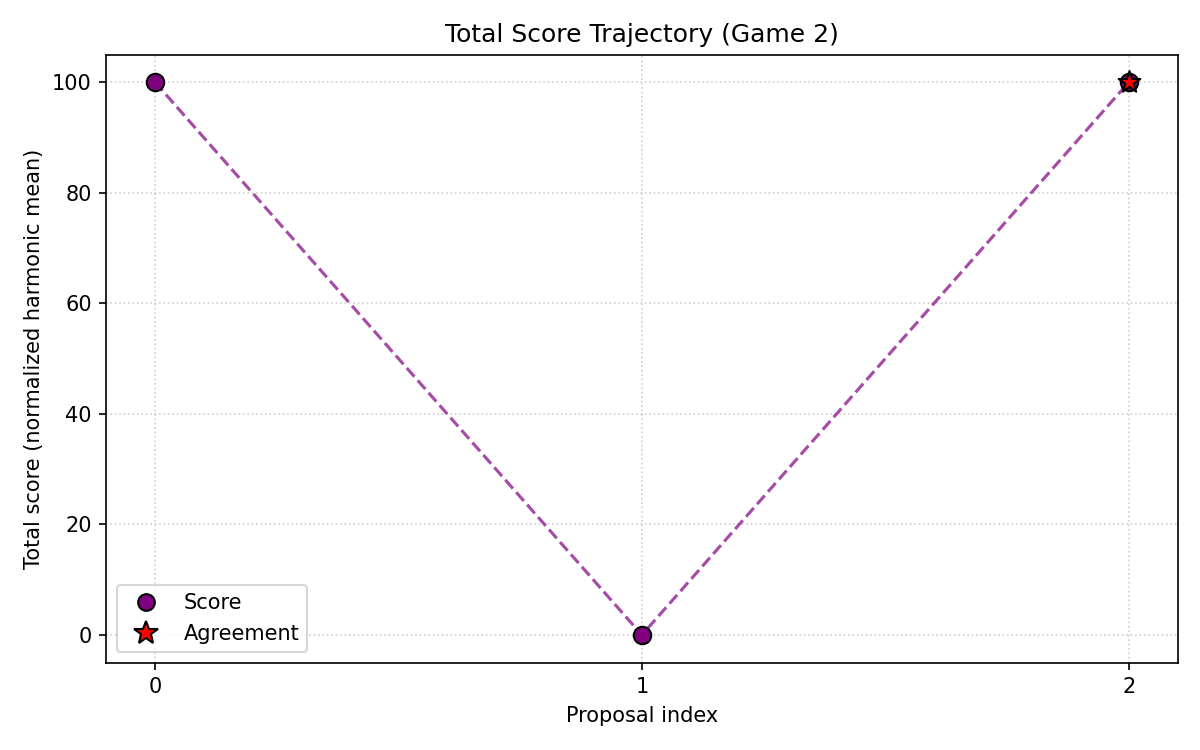 Total Score Trajectory (Game 2)
Total score (normalized harmonic mean)
100
80
60
40
20
0
Score
Agreement
0 1 2
Proposal index